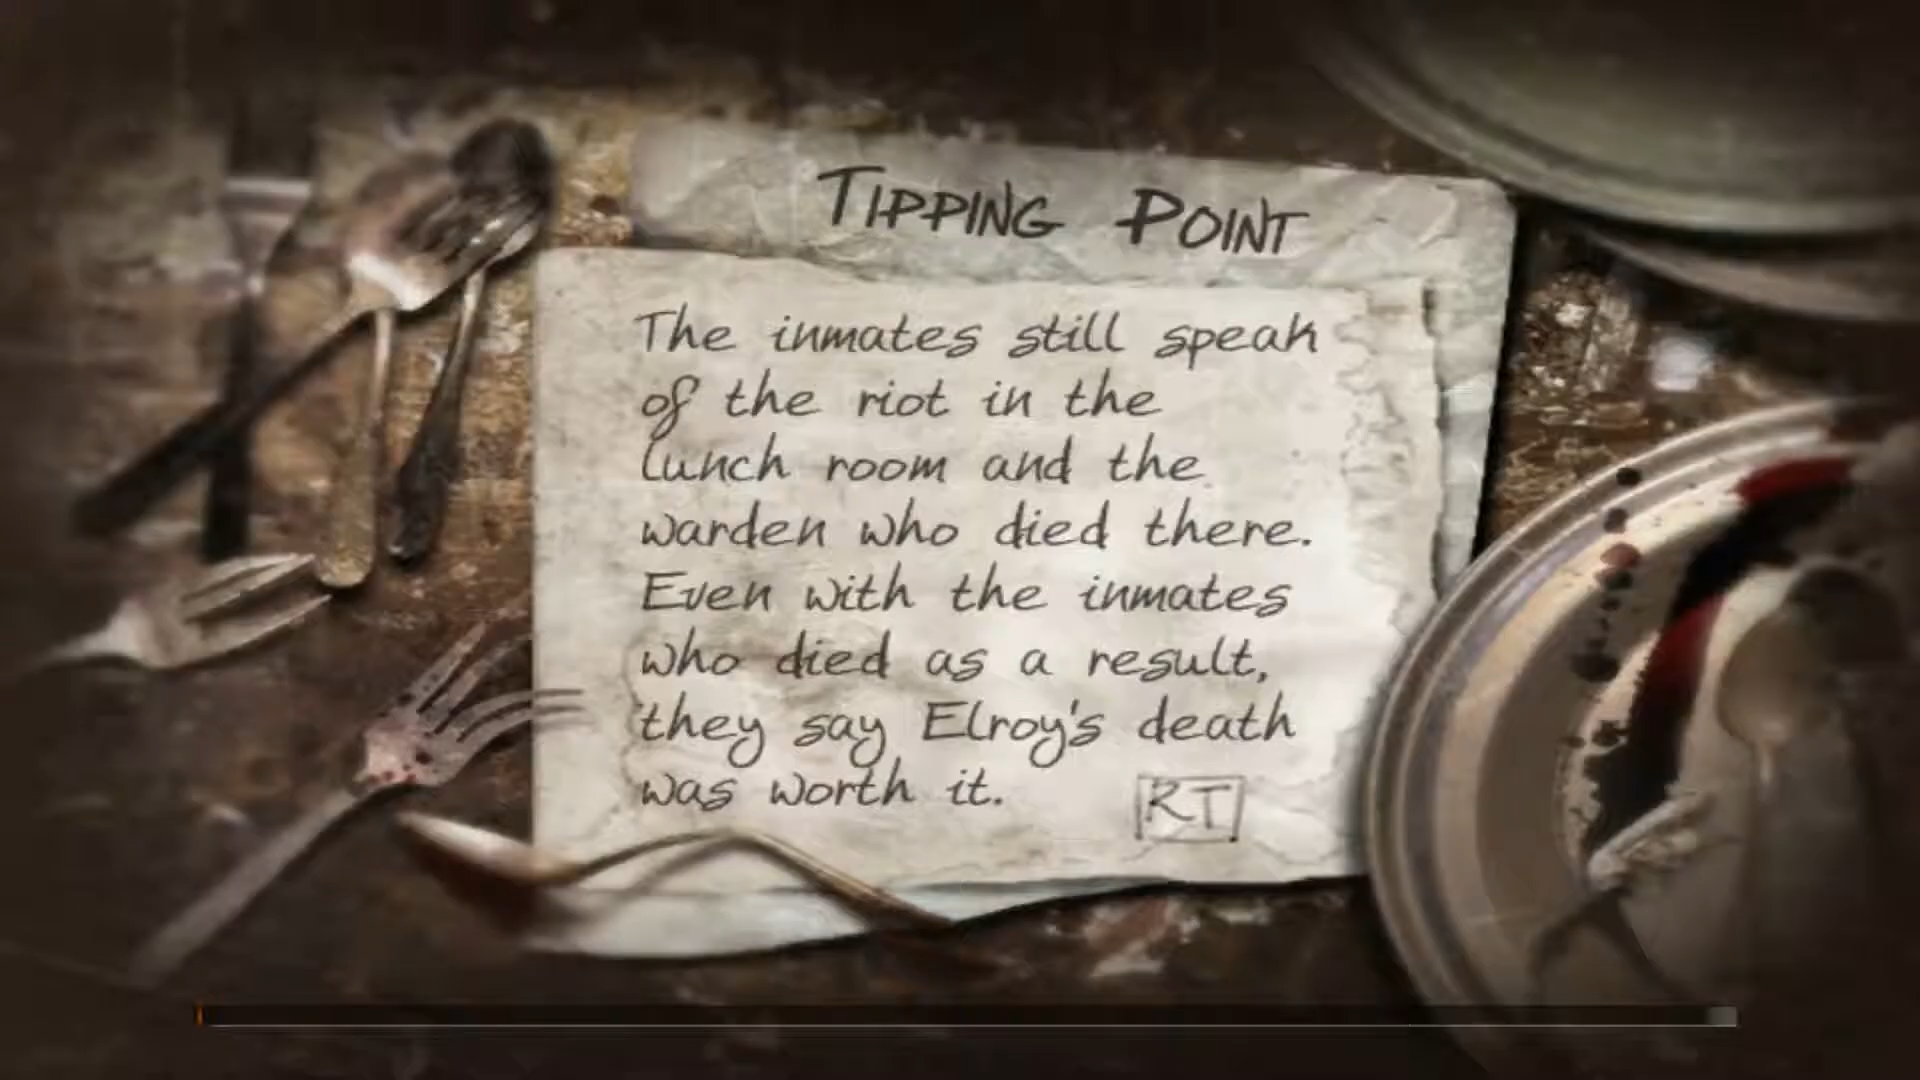 TIPPING POINT
The inmates still speak
of the riot in the
lunch room and the
warden who died there.
Even with the inmates
who died as a result,
they say Elroy's death
was worth it.
RT